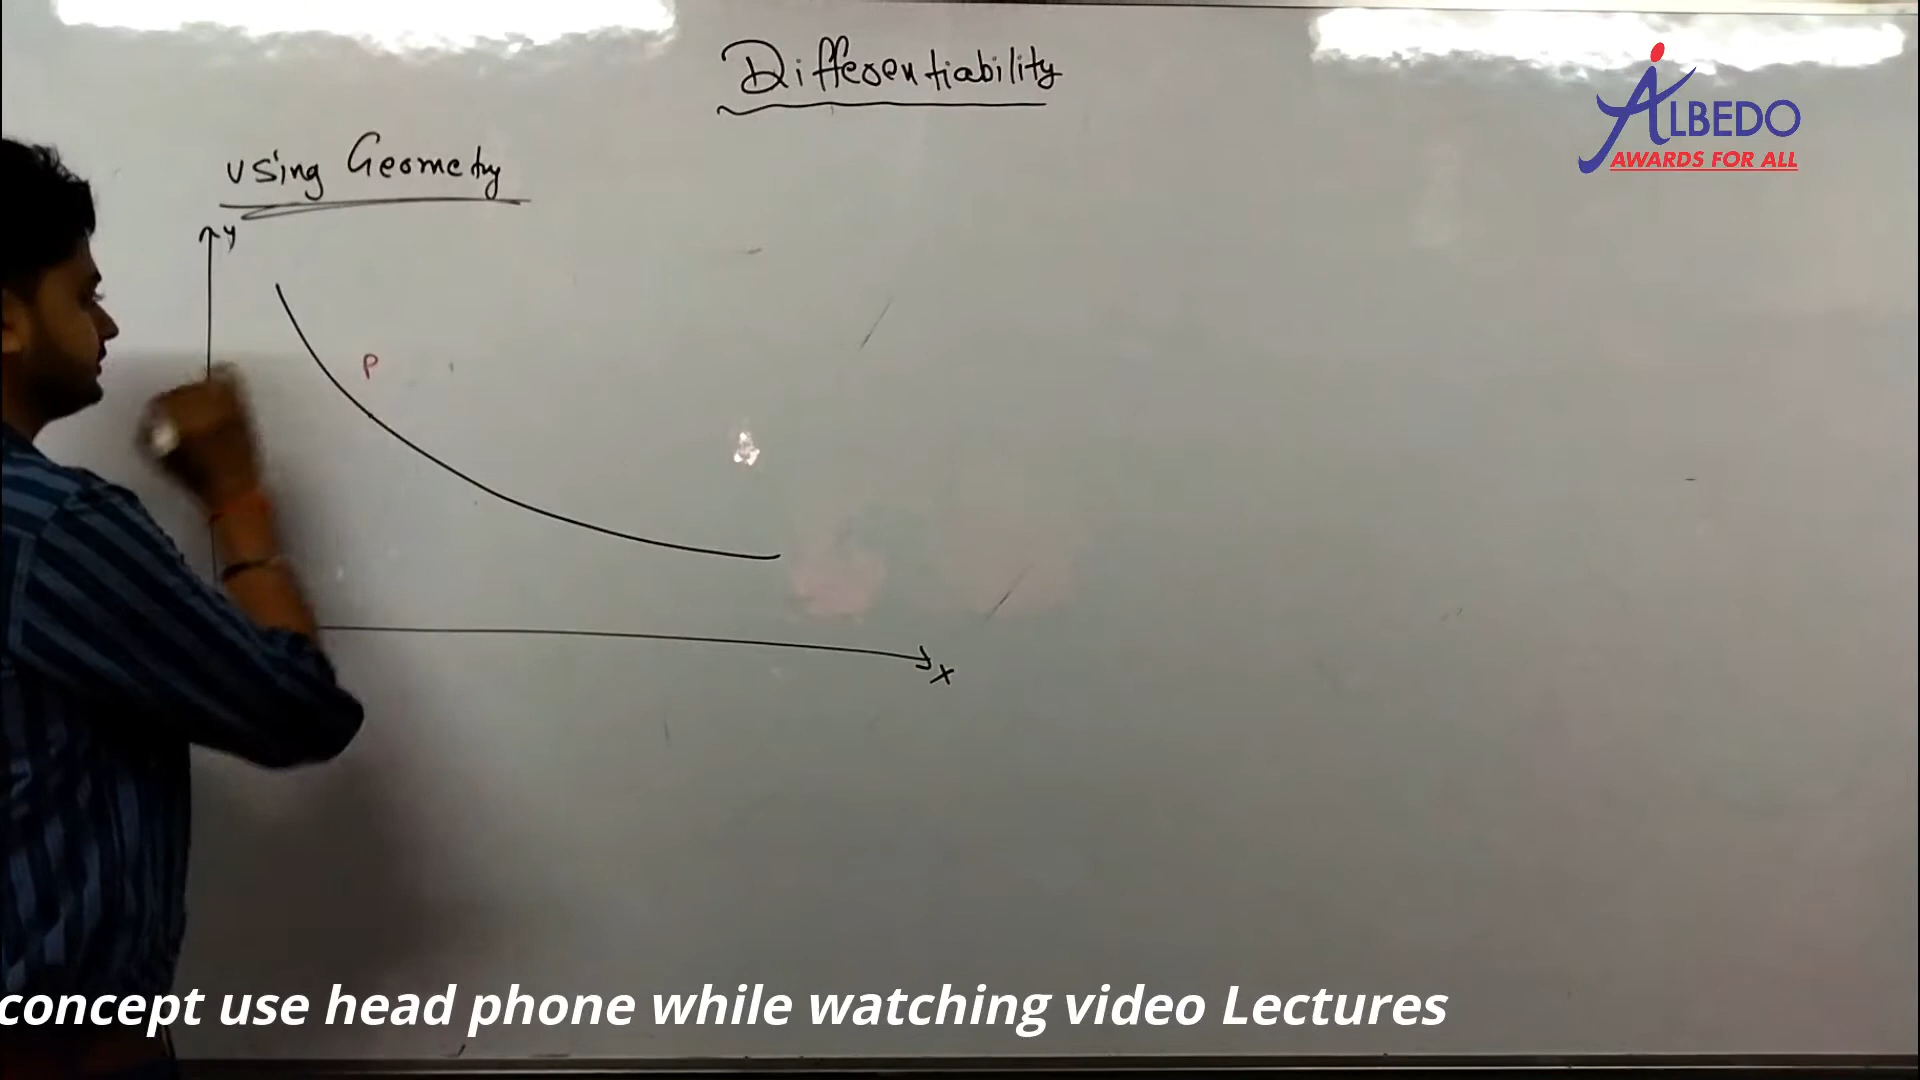 Differentiability
ALBEDO
AWARDS FOR ALL
using Geometry
y
P
x
concept use head phone while watching video Lectures